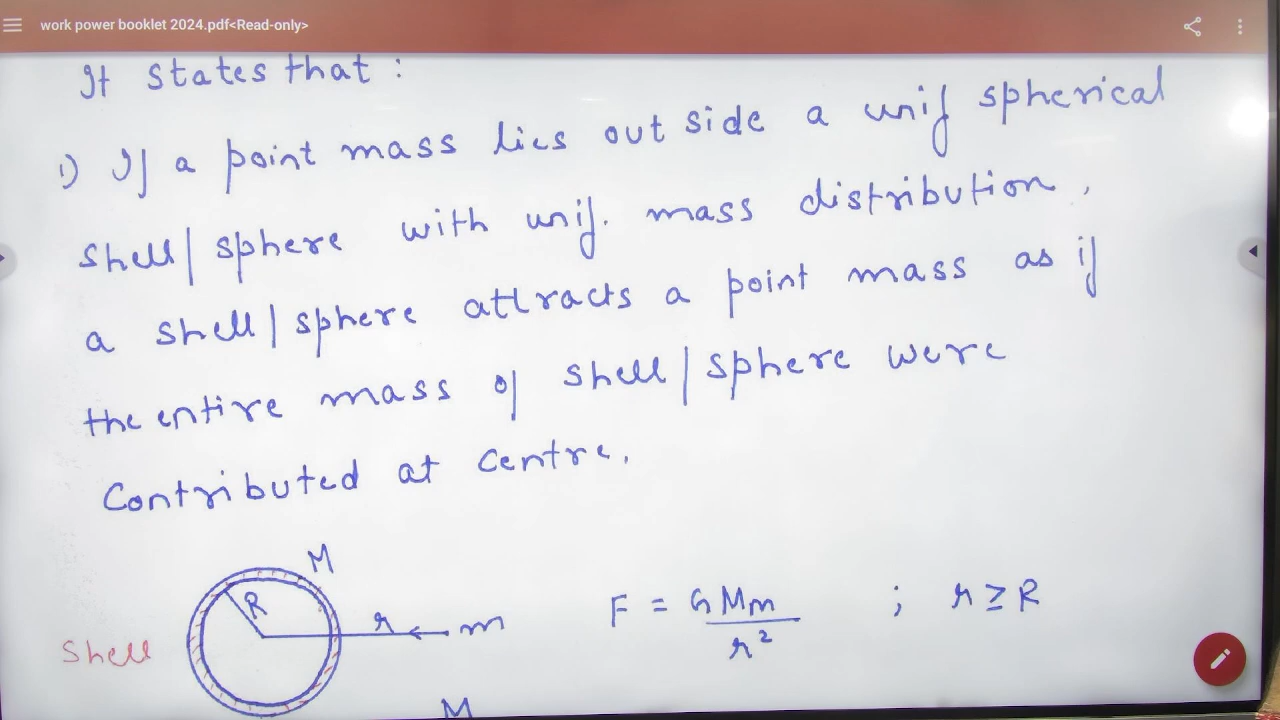 work power booklet 2024.pdf<Read-only>
It states that :
1) If a point mass lies out side a unif spherical
shell/sphere with unif. mass distribution,
a shell/sphere attracts a point mass as if
the entire mass of shell/sphere were
Contributed at centre.
M
R
r
m
F = GMm/r² ; r ≥ R
Shell
M